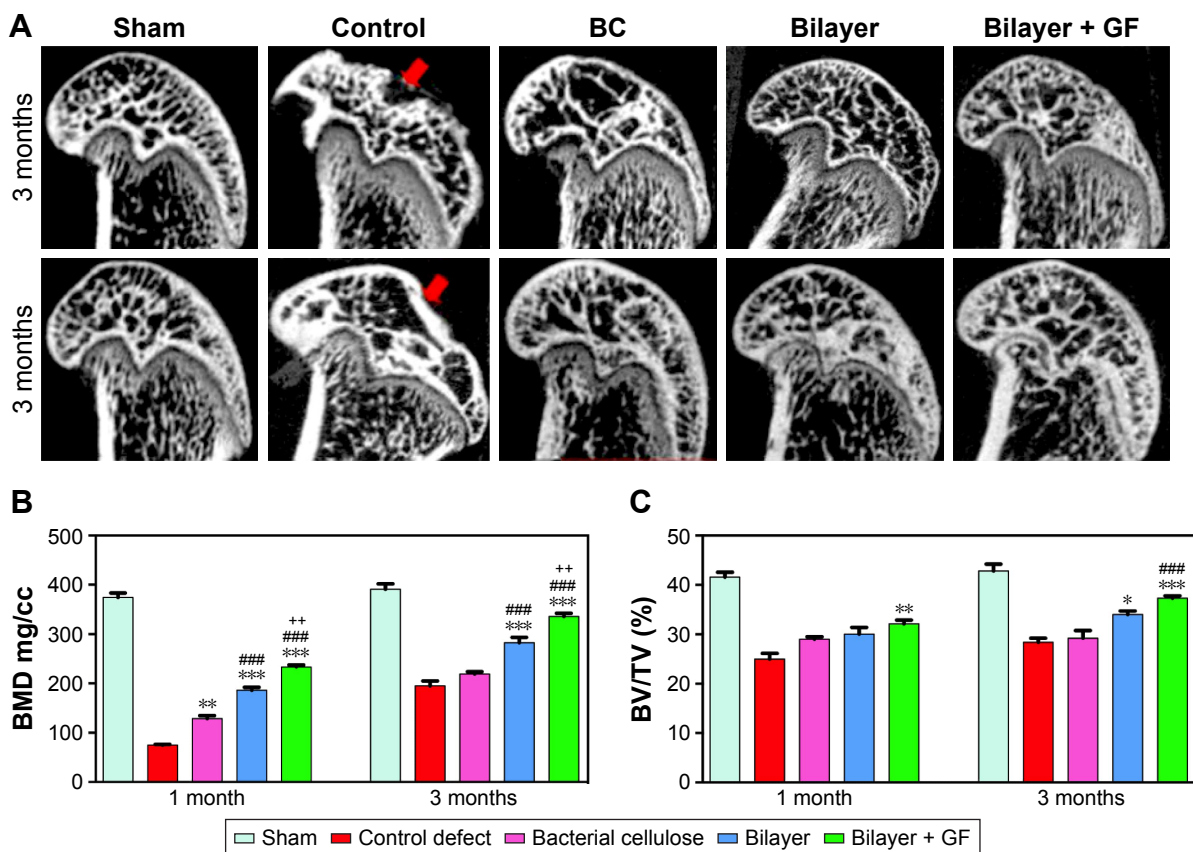 A
Sham Control BC Bilayer Bilayer + GF
3 months
3 months
B
BMD mg/cc
500
400
300
200
100
0
**
###
***
++
###
***
###
***
++
###
***
1 month 3 months
C
BV/TV (%)
50
40
30
20
10
0
**
*
###
***
1 month 3 months
Sham Control defect Bacterial cellulose Bilayer Bilayer + GF